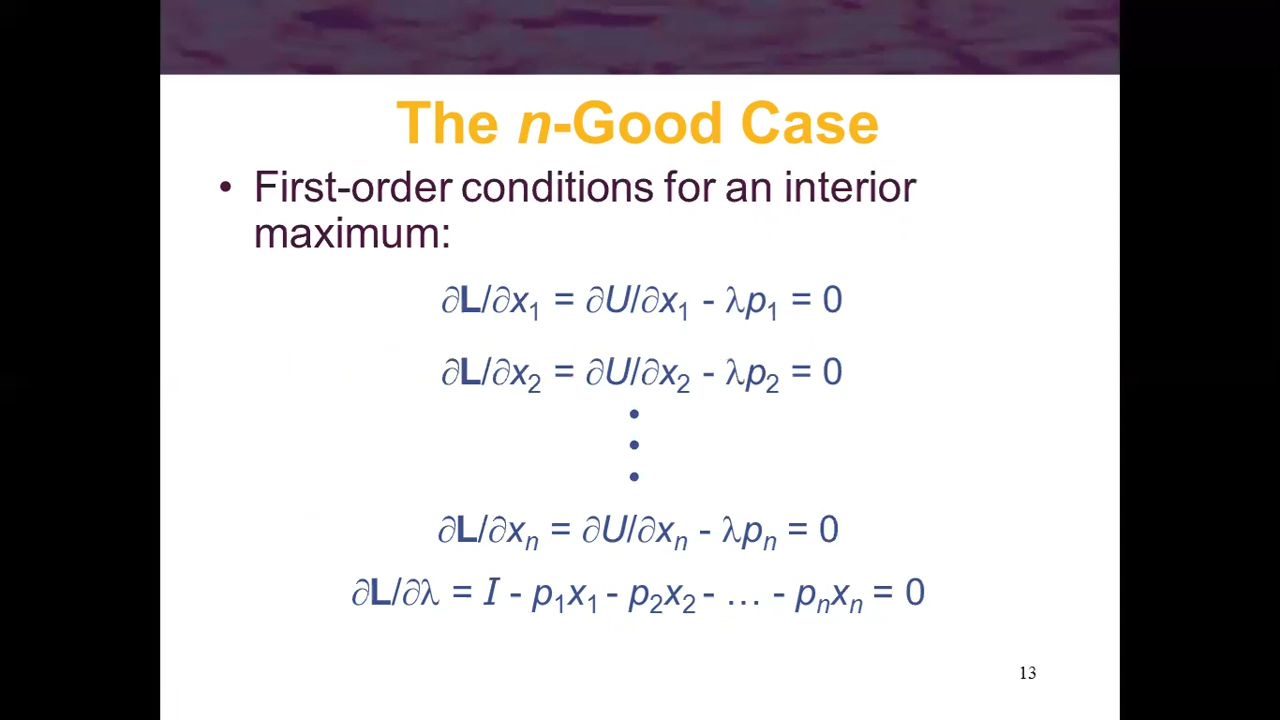 The n-Good Case
• First-order conditions for an interior
maximum:
∂L/∂x₁ = ∂U/∂x₁ - λp₁ = 0
∂L/∂x₂ = ∂U/∂x₂ - λp₂ = 0
•
•
•
∂L/∂xₙ = ∂U/∂xₙ - λpₙ = 0
∂L/∂λ = I - p₁x₁ - p₂x₂ - … - pₙxₙ = 0
13